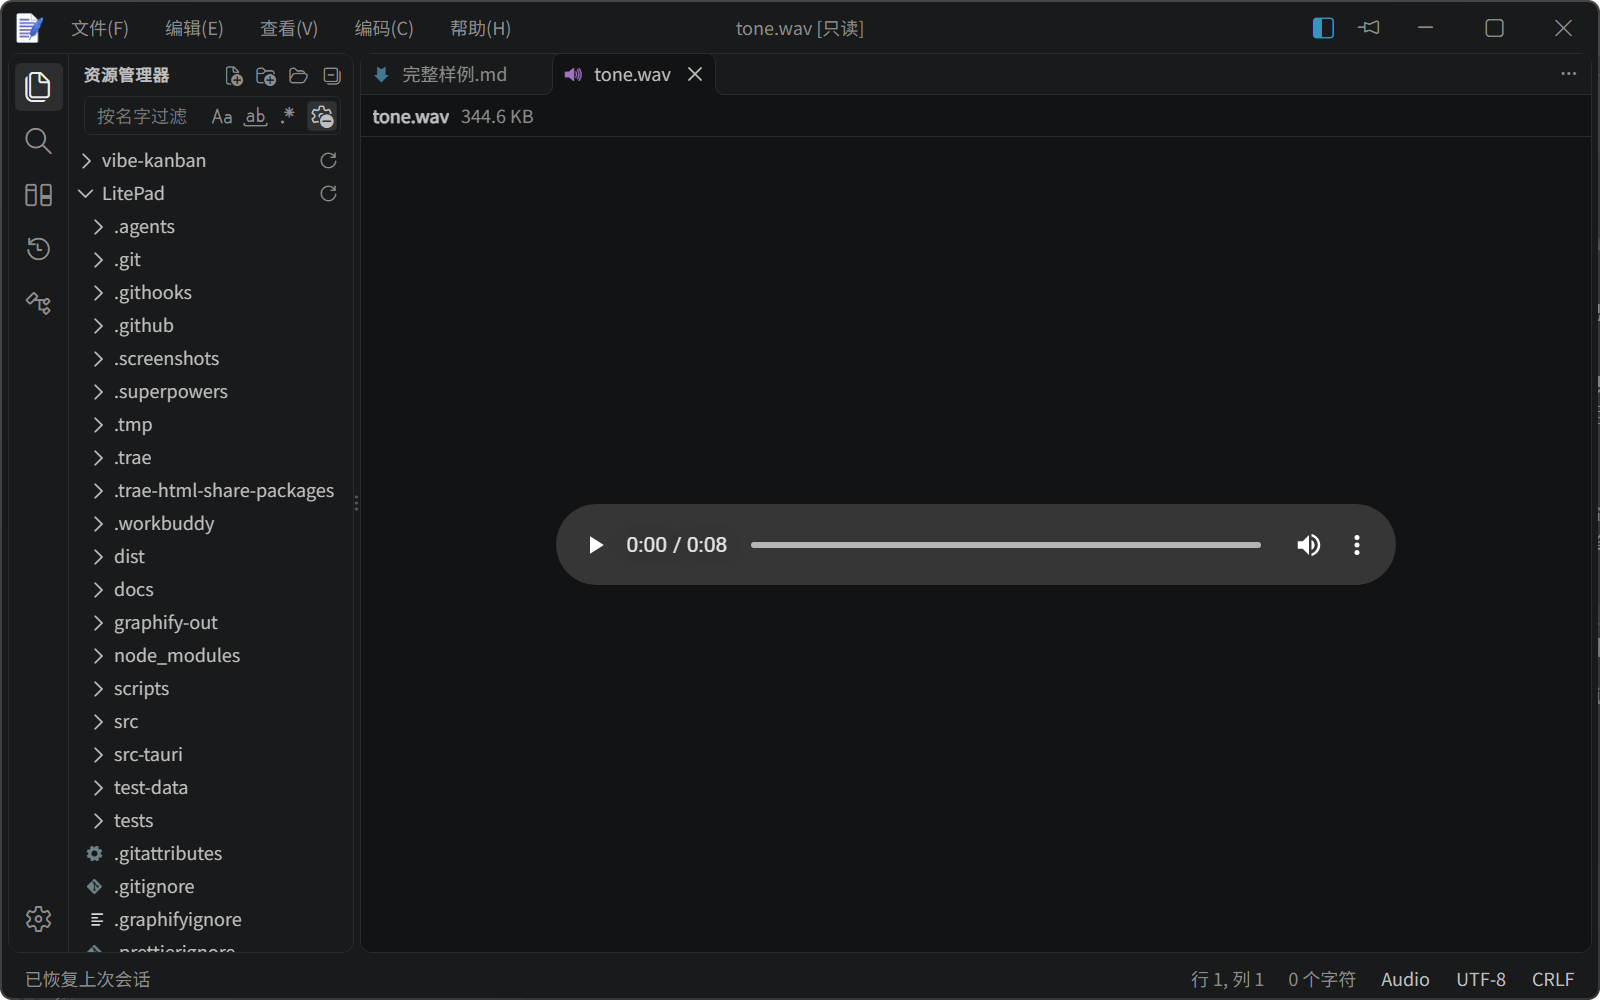 文件(F) 编辑(E) 查看(V) 编码(C) 帮助(H) tone.wav [只读]
资源管理器
按名字过滤 Aa ab .*
vibe-kanban
LitePad
.agents
.git
.githooks
.github
.screenshots
.superpowers
.tmp
.trae
.trae-html-share-packages
.workbuddy
dist
docs
graphify-out
node_modules
scripts
src
src-tauri
test-data
tests
.gitattributes
.gitignore
.graphifyignore
.prettierignore
完整样例.md tone.wav
tone.wav 344.6 KB
0:00 / 0:08
已恢复上次会话 行 1, 列 1 0 个字符 Audio UTF-8 CRLF